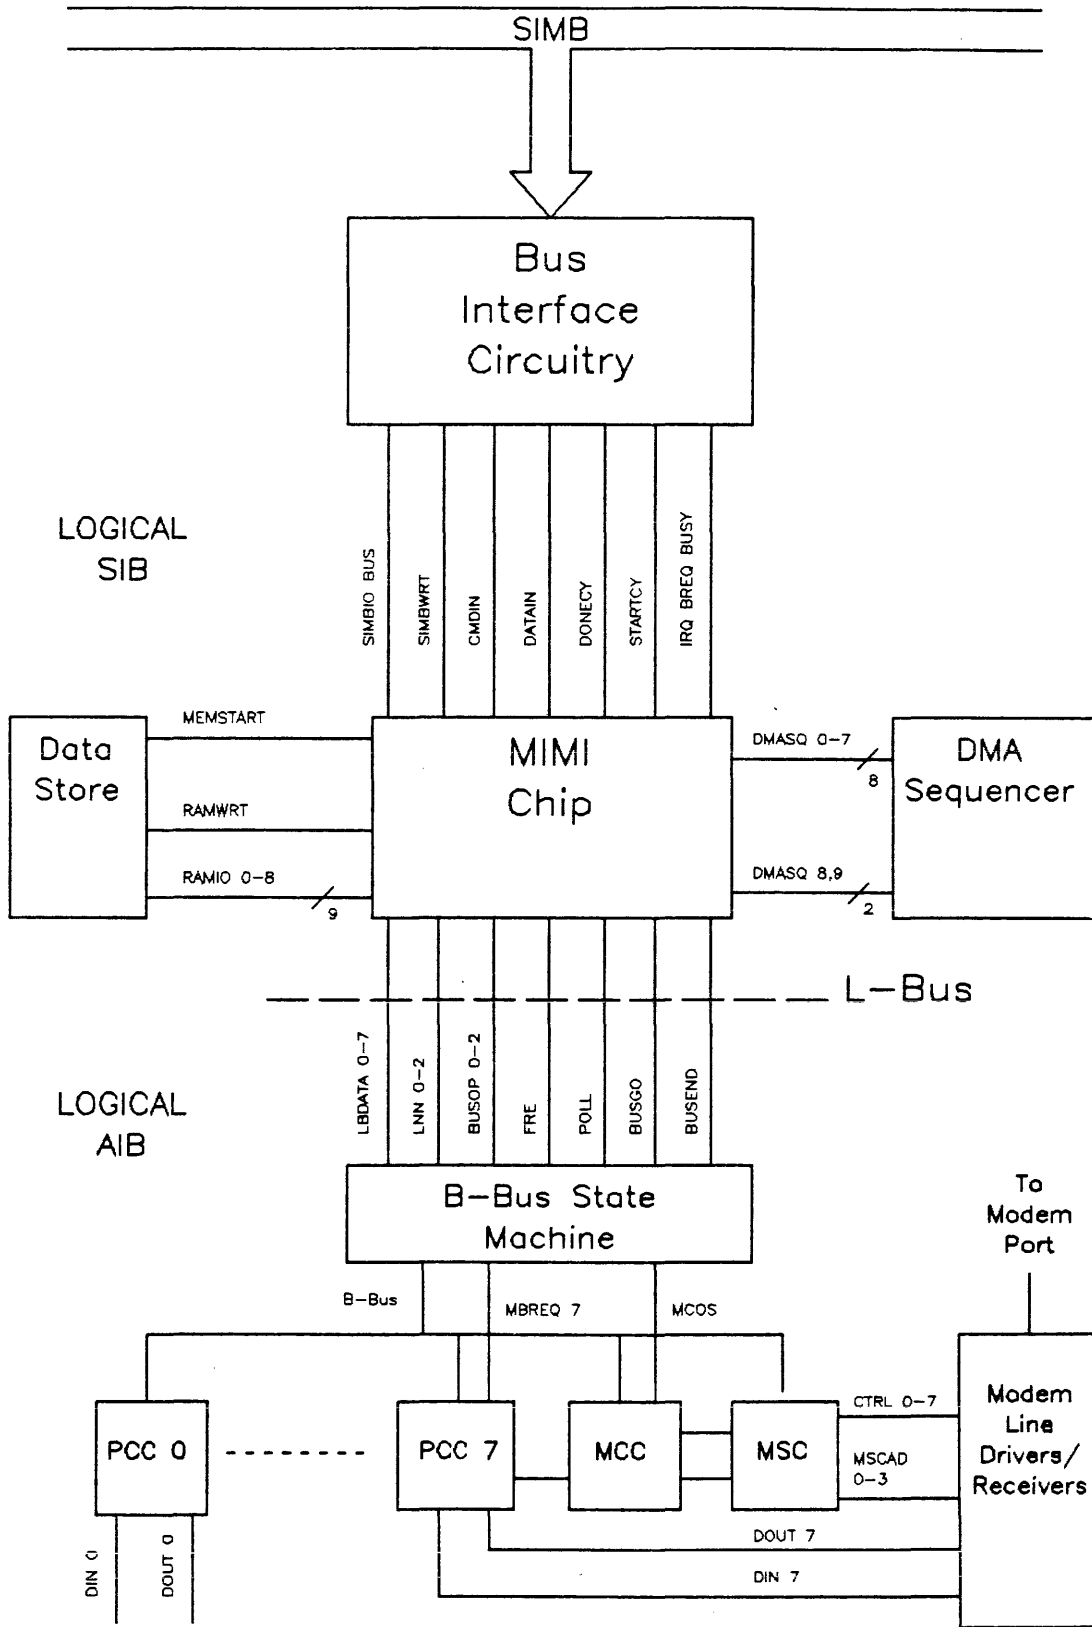 SIMB
Bus
Interface
Circuitry
LOGICAL
SIB
SIMBIO BUS
SIMBWRT
CMDIN
DATAIN
DONECY
STARTCY
IRQ BREQ BUSY
Data
Store
MEMSTART
RAMWRT
RAMIO 0-8
9
MIMI
Chip
DMASQ 0-7
8
DMASQ 8,9
2
DMA
Sequencer
L-Bus
LOGICAL
AIB
LBDATA 0-7
LNN 0-2
BUSOP 0-2
FRE
POLL
BUSGO
BUSEND
B-Bus State
Machine
To
Modem
Port
B-Bus
MBREQ 7
MCOS
PCC 0
PCC 7
MCC
MSC
CTRL 0-7
MSCAD
0-3
Modem
Line
Drivers/
Receivers
DIN 0
DOUT 0
DOUT 7
DIN 7